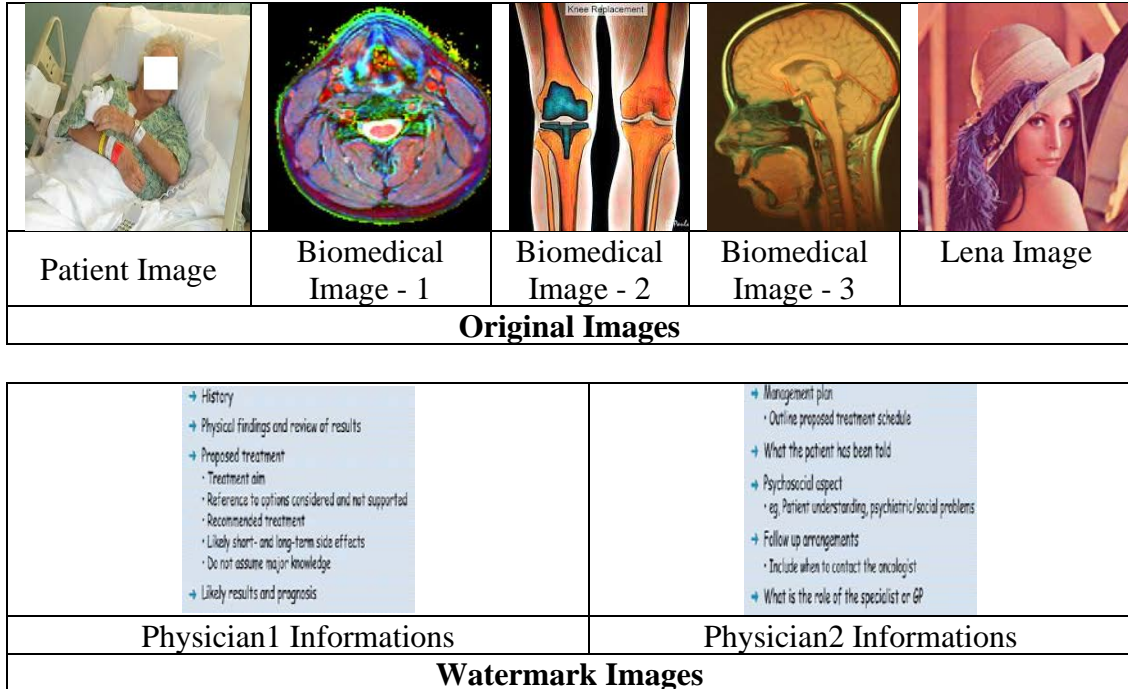 Knee Replacement
Patient Image
Biomedical
Image - 1
Biomedical
Image - 2
Biomedical
Image - 3
Lena Image
Original Images
➔ History
➔ Physical findings and review of results
➔ Proposed treatment
• Treatment aim
• Reference to options considered and not supported
• Recommended treatment
• Likely short- and long-term side effects
• Do not assume major knowledge
➔ Likely results and prognosis
➔ Management plan
• Outline proposed treatment schedule
➔ What the patient has been told
➔ Psychosocial aspect
• eg, Patient understanding, psychiatric/social problems
➔ Follow up arrangements
• Include when to contact the oncologist
➔ What is the role of the specialist or GP
Physician1 Informations
Physician2 Informations
Watermark Images